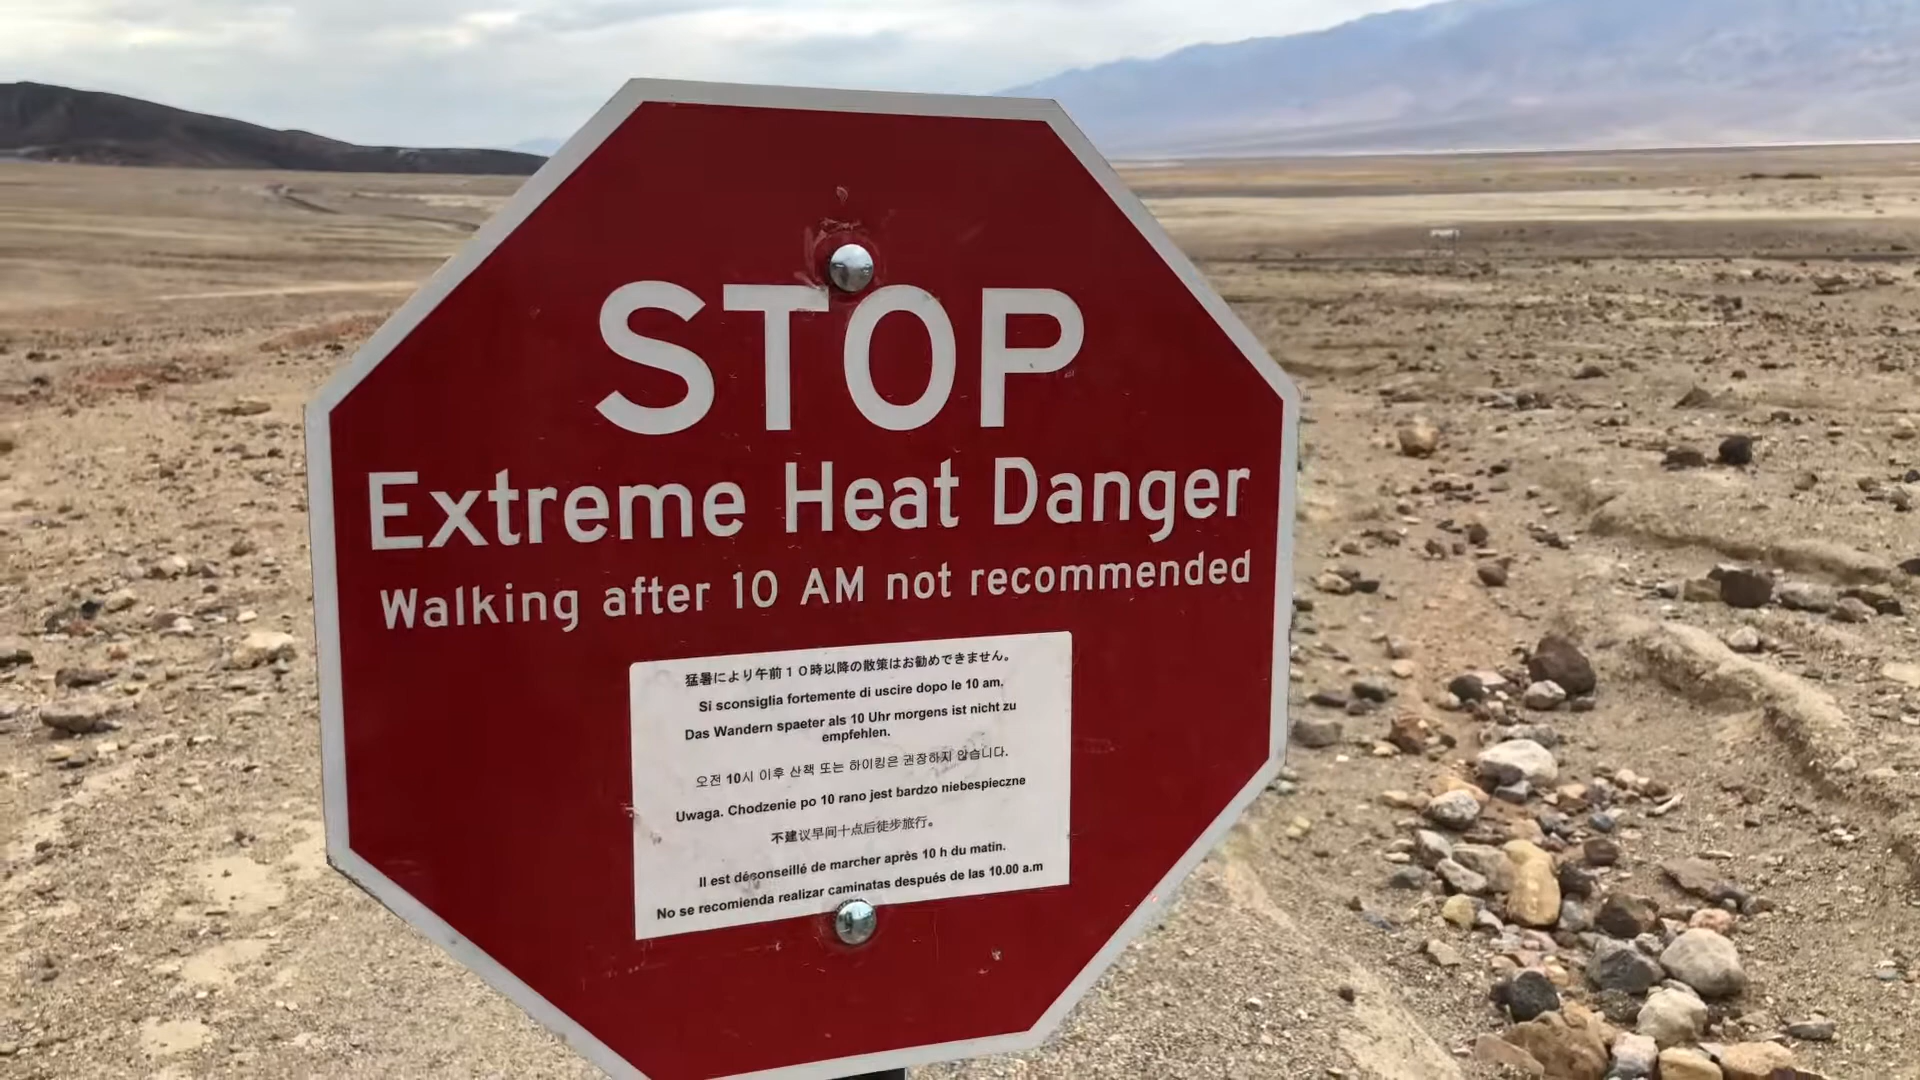 STOP
Extreme Heat Danger
Walking after 10 AM not recommended
猛暑により午前１０時以降の散策はお勧めできません。
Si sconsiglia fortemente di uscire dopo le 10 am.
Das Wandern spaeter als 10 Uhr morgens ist nicht zu
empfehlen.
오전 10시 이후 산책 또는 하이킹은 권장하지 않습니다.
Uwaga. Chodzenie po 10 rano jest bardzo niebespieczne
不建议早间十点后徒步旅行。
Il est déconseillé de marcher après 10 h du matin.
No se recomienda realizar caminatas después de las 10.00 a.m